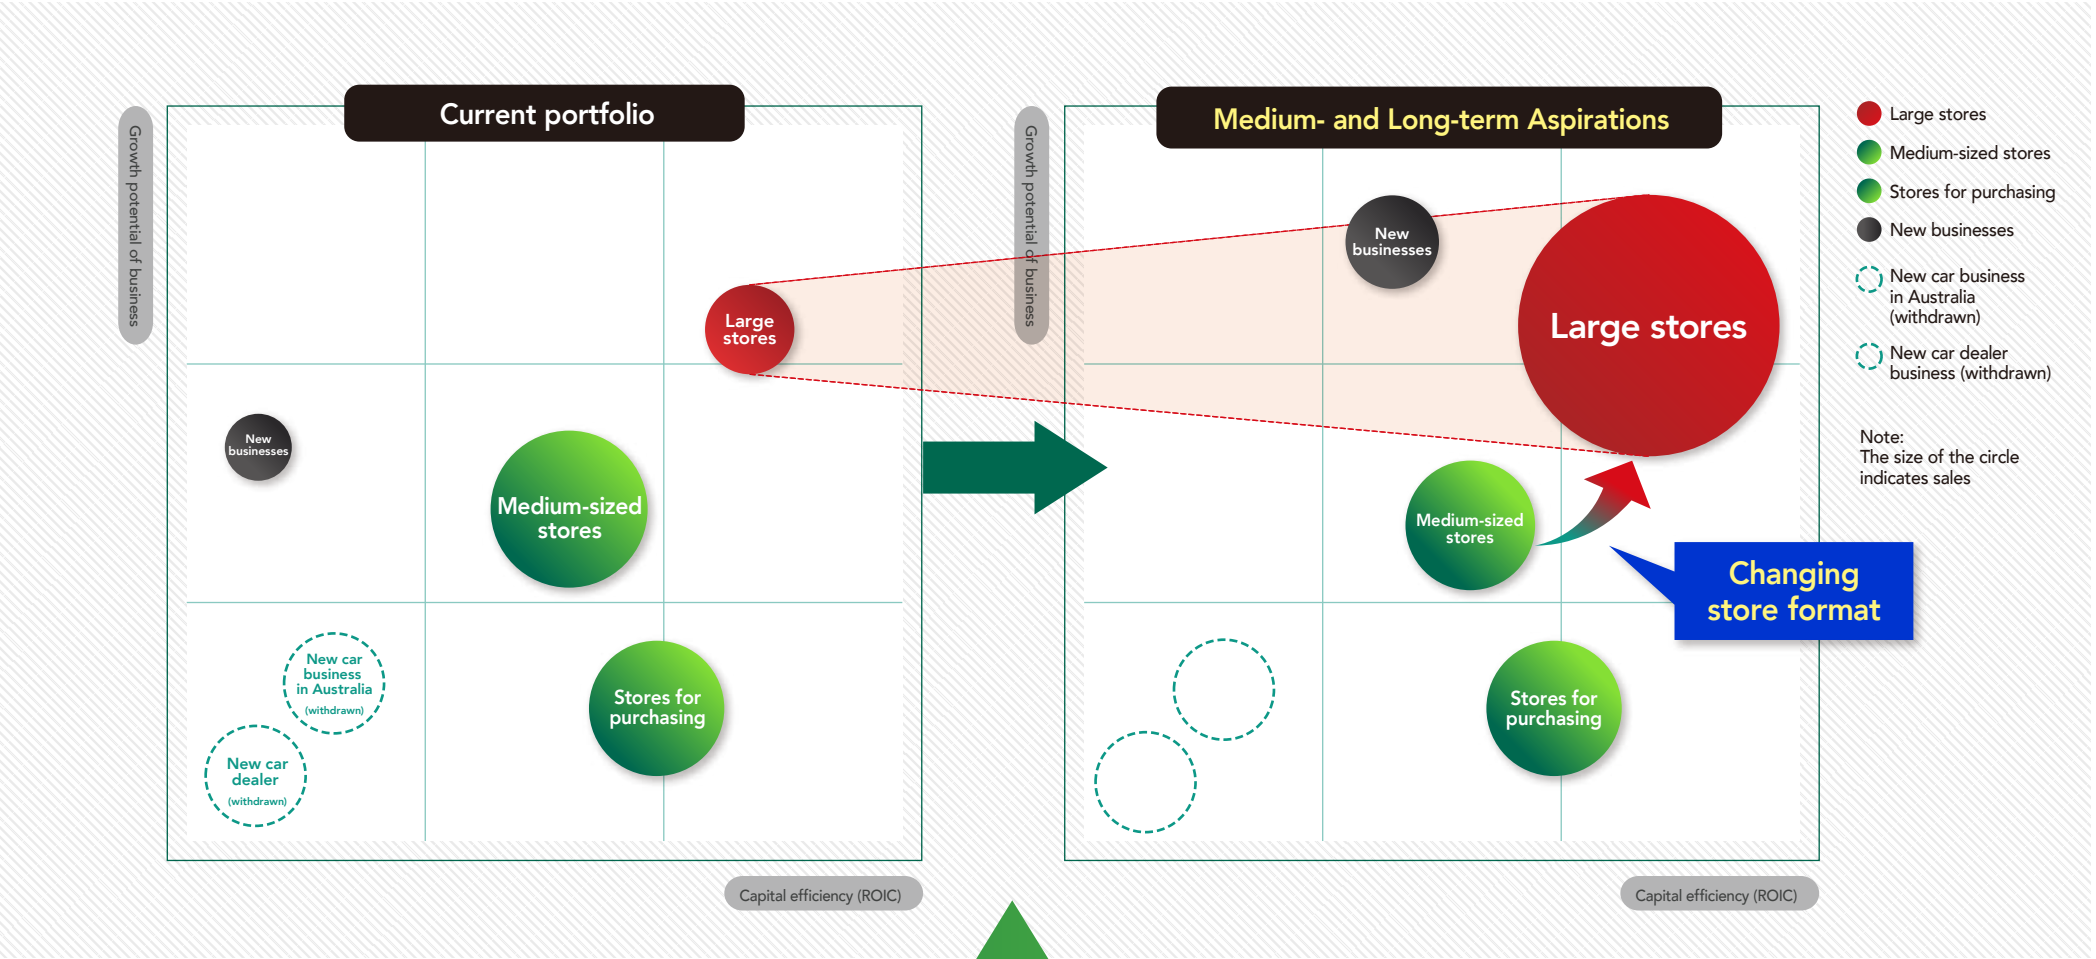 Current portfolio
Growth potential of business
Large
stores
New
businesses
Medium-sized
stores
New car
business
in Australia
(withdrawn)
New car
dealer
(withdrawn)
Stores for
purchasing
Capital efficiency (ROIC)
Medium- and Long-term Aspirations
Growth potential of business
New
businesses
Large stores
Medium-sized
stores
Changing
store format
Stores for
purchasing
Capital efficiency (ROIC)
Large stores
Medium-sized stores
Stores for purchasing
New businesses
New car business
in Australia
(withdrawn)
New car dealer
business (withdrawn)
Note:
The size of the circle
indicates sales